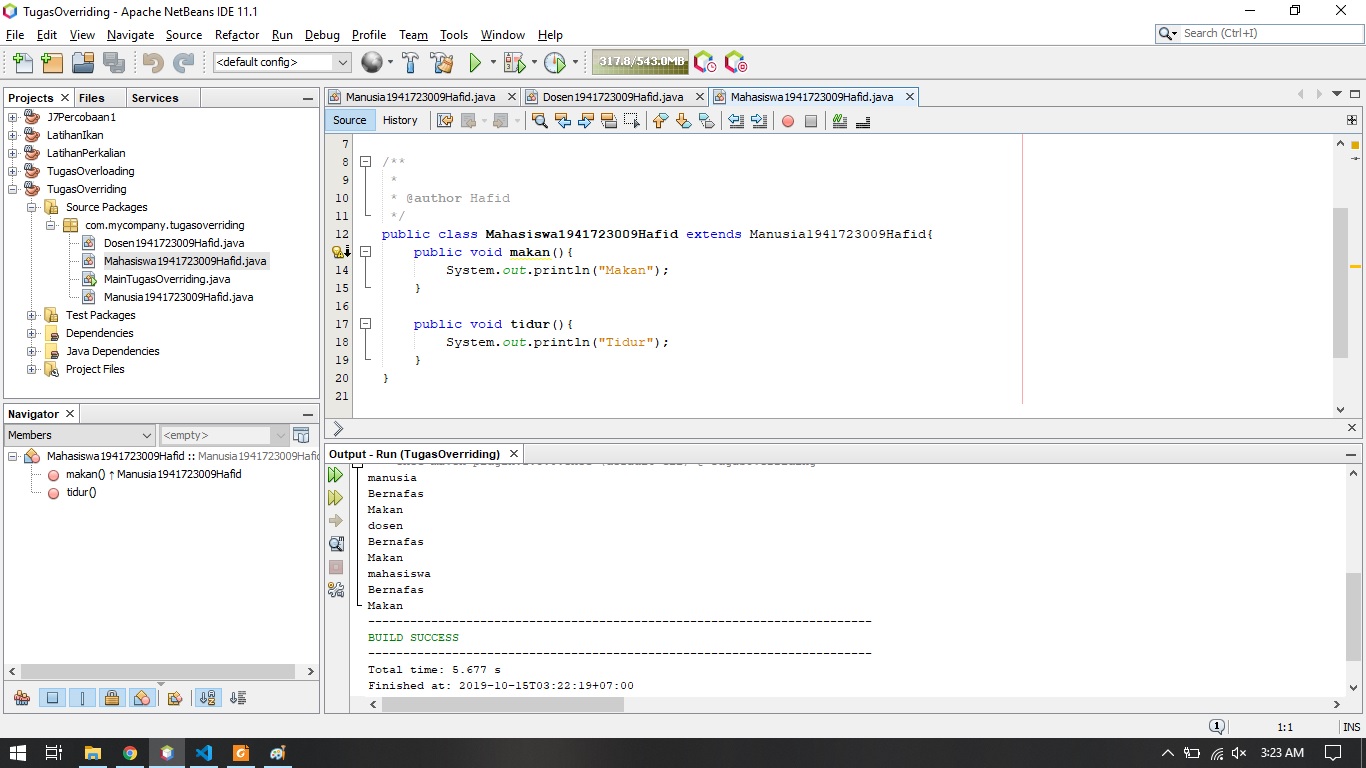 TugasOverriding - Apache NetBeans IDE 11.1
File Edit View Navigate Source Refactor Run Debug Profile Team Tools Window Help
Search (Ctrl+I)
<default config>
317.8/543.0MB
Projects Files Services
J7Percobaan1
LatihanIkan
LatihanPerkalian
TugasOverloading
TugasOverriding
Source Packages
com.mycompany.tugasoverriding
Dosen1941723009Hafid.java
Mahasiswa1941723009Hafid.java
MainTugasOverriding.java
Manusia1941723009Hafid.java
Test Packages
Dependencies
Java Dependencies
Project Files
Navigator
Members <empty>
Mahasiswa1941723009Hafid :: Manusia1941723009Hafid
makan() ↑ Manusia1941723009Hafid
tidur()
Manusia1941723009Hafid.java Dosen1941723009Hafid.java Mahasiswa1941723009Hafid.java
Source History
7
8 /**
9 *
10 * @author Hafid
11 */
12 public class Mahasiswa1941723009Hafid extends Manusia1941723009Hafid{
public void makan(){
14 System.out.println("Makan");
15 }
16
17 public void tidur(){
18 System.out.println("Tidur");
19 }
20 }
21
Output - Run (TugasOverriding)
manusia
Bernafas
Makan
dosen
Bernafas
Makan
mahasiswa
Bernafas
Makan
------------------------------------------------------------------------
BUILD SUCCESS
------------------------------------------------------------------------
Total time: 5.677 s
Finished at: 2019-10-15T03:22:19+07:00
1
1:1 INS
3:23 AM